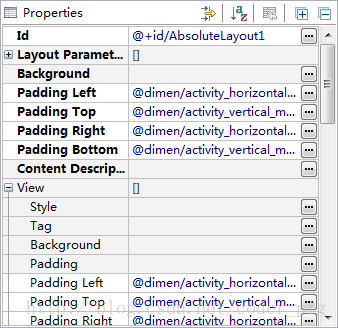 Properties
Id @+id/AbsoluteLayout1
Layout Paramet... []
Background
Padding Left @dimen/activity_horizontal...
Padding Top @dimen/activity_vertical_m...
Padding Right @dimen/activity_horizontal...
Padding Bottom @dimen/activity_vertical_m...
Content Descrip...
View []
Style
Tag
Background
Padding
Padding Left @dimen/activity_horizontal...
Padding Top @dimen/activity_vertical_m...
Padding Right @dimen/activity_horizontal...